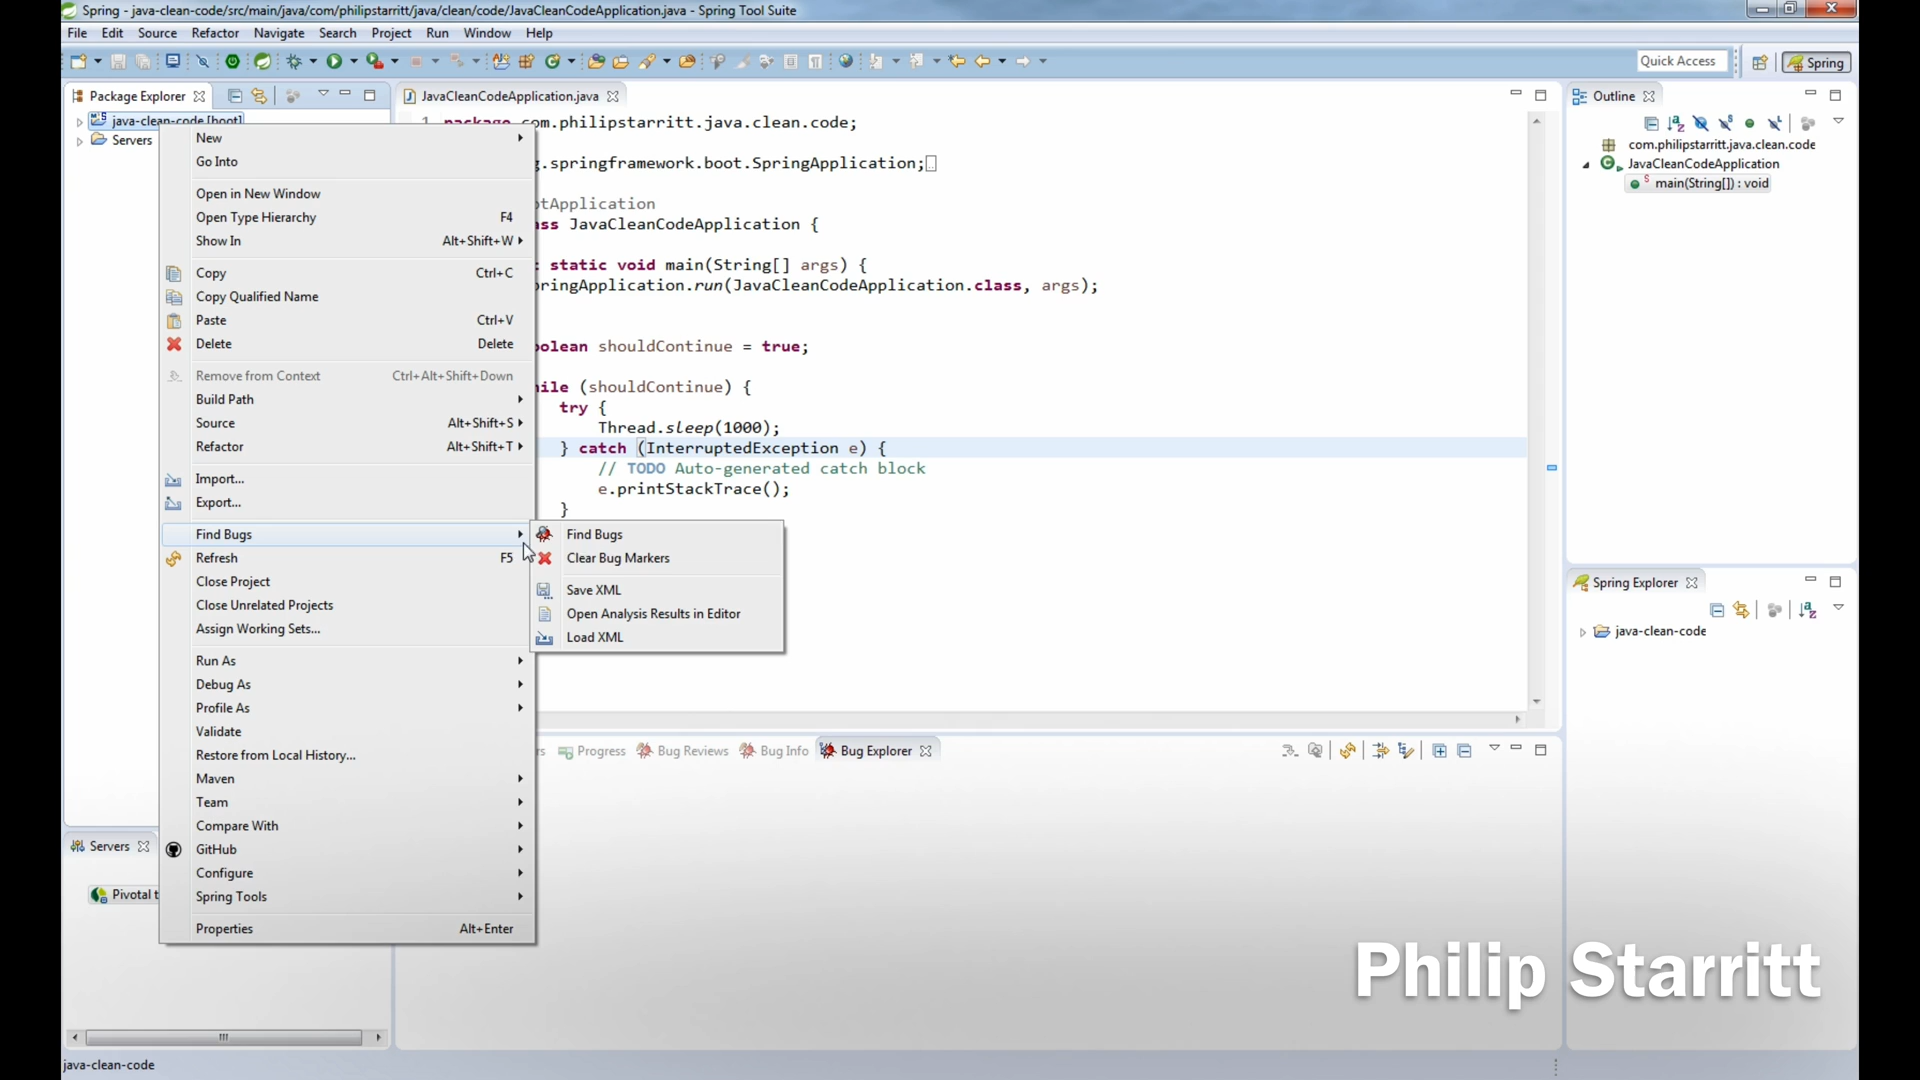 Spring - java-clean-code/src/main/java/com/philipstarritt/java/clean/code/JavaCleanCodeApplication.java - Spring Tool Suite
File Edit Source Refactor Navigate Search Project Run Window Help
Quick Access
Spring
Package Explorer
java-clean-code [boot]
Servers
New
Go Into
Open in New Window
Open Type Hierarchy F4
Show In Alt+Shift+W
Copy Ctrl+C
Copy Qualified Name
Paste Ctrl+V
Delete Delete
Remove from Context Ctrl+Alt+Shift+Down
Build Path
Source Alt+Shift+S
Refactor Alt+Shift+T
Import...
Export...
Find Bugs
Refresh F5
Close Project
Close Unrelated Projects
Assign Working Sets...
Run As
Debug As
Profile As
Validate
Restore from Local History...
Maven
Team
Compare With
GitHub
Configure
Spring Tools
Properties Alt+Enter
Find Bugs
Clear Bug Markers
Save XML
Open Analysis Results in Editor
Load XML
JavaCleanCodeApplication.java
1 package com.philipstarritt.java.clean.code;
g.springframework.boot.SpringApplication;
otApplication
ass JavaCleanCodeApplication {
static void main(String[] args) {
pringApplication.run(JavaCleanCodeApplication.class, args);
oolean shouldContinue = true;
hile (shouldContinue) {
try {
Thread.sleep(1000);
} catch (InterruptedException e) {
// TODO Auto-generated catch block
e.printStackTrace();
}
rs Progress Bug Reviews Bug Info Bug Explorer
Outline
com.philipstarritt.java.clean.code
JavaCleanCodeApplication
main(String[]) : void
Spring Explorer
java-clean-code
Servers
Pivotal t
Philip Starritt
java-clean-code